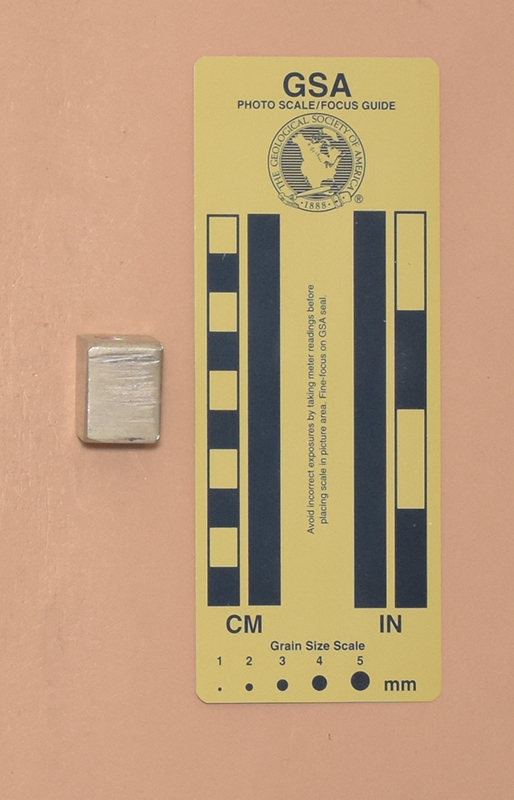 GSA
PHOTO SCALE/FOCUS GUIDE
THE GEOLOGICAL SOCIETY OF AMERICA
·1888·
®
Avoid incorrect exposures by taking meter readings before
placing scale in picture area. Fine-focus on GSA seal.
CM IN
Grain Size Scale
1 2 3 4 5
mm